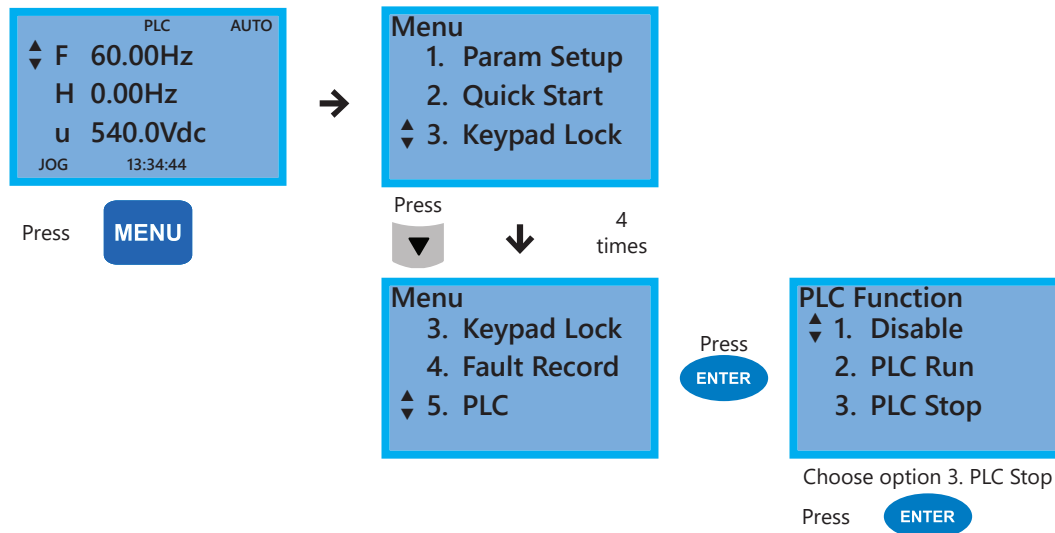 PLC AUTO
F 60.00Hz
H 0.00Hz
u 540.0Vdc
JOG 13:34:44
Press MENU
Menu
1. Param Setup
2. Quick Start
3. Keypad Lock
Press
4
times
Menu
3. Keypad Lock
4. Fault Record
5. PLC
Press
ENTER
PLC Function
1. Disable
2. PLC Run
3. PLC Stop
Choose option 3. PLC Stop
Press ENTER